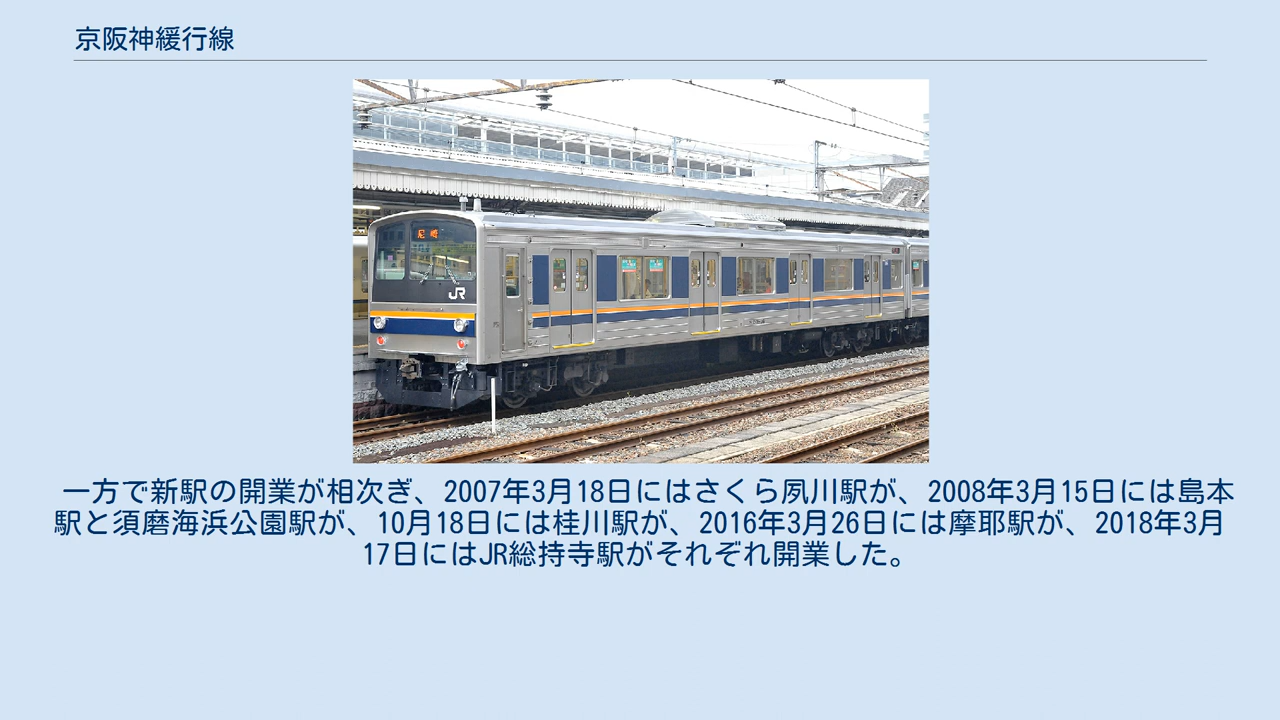 京阪神緩行線
尼崎
JR
一方で新駅の開業が相次ぎ、2007年3月18日にはさくら夙川駅が、2008年3月15日には島本
駅と須磨海浜公園駅が、10月18日には桂川駅が、2016年3月26日には摩耶駅が、2018年3月
17日にはJR総持寺駅がそれぞれ開業した。